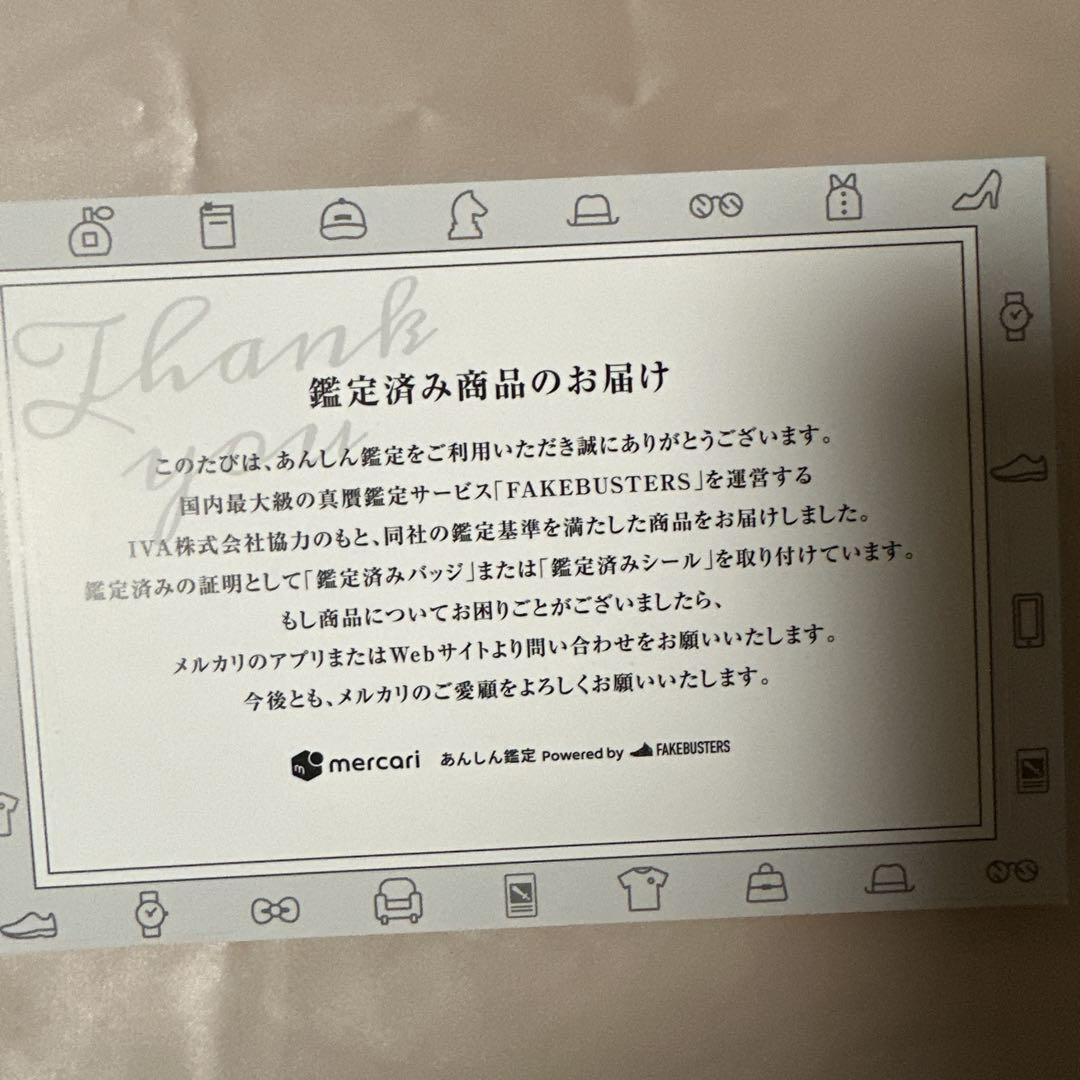 Thank you
鑑定済み商品のお届け
このたびは、あんしん鑑定をご利用いただき誠にありがとうございます。
国内最大級の真贋鑑定サービス「FAKEBUSTERS」を運営する
IVA株式会社協力のもと、同社の鑑定基準を満たした商品をお届けしました。
鑑定済みの証明として「鑑定済みバッジ」または「鑑定済みシール」を取り付けています。
もし商品についてお困りごとがございましたら、
メルカリのアプリまたはWebサイトより問い合わせをお願いいたします。
今後とも、メルカリのご愛顧をよろしくお願いいたします。
mercari あんしん鑑定 Powered by FAKEBUSTERS